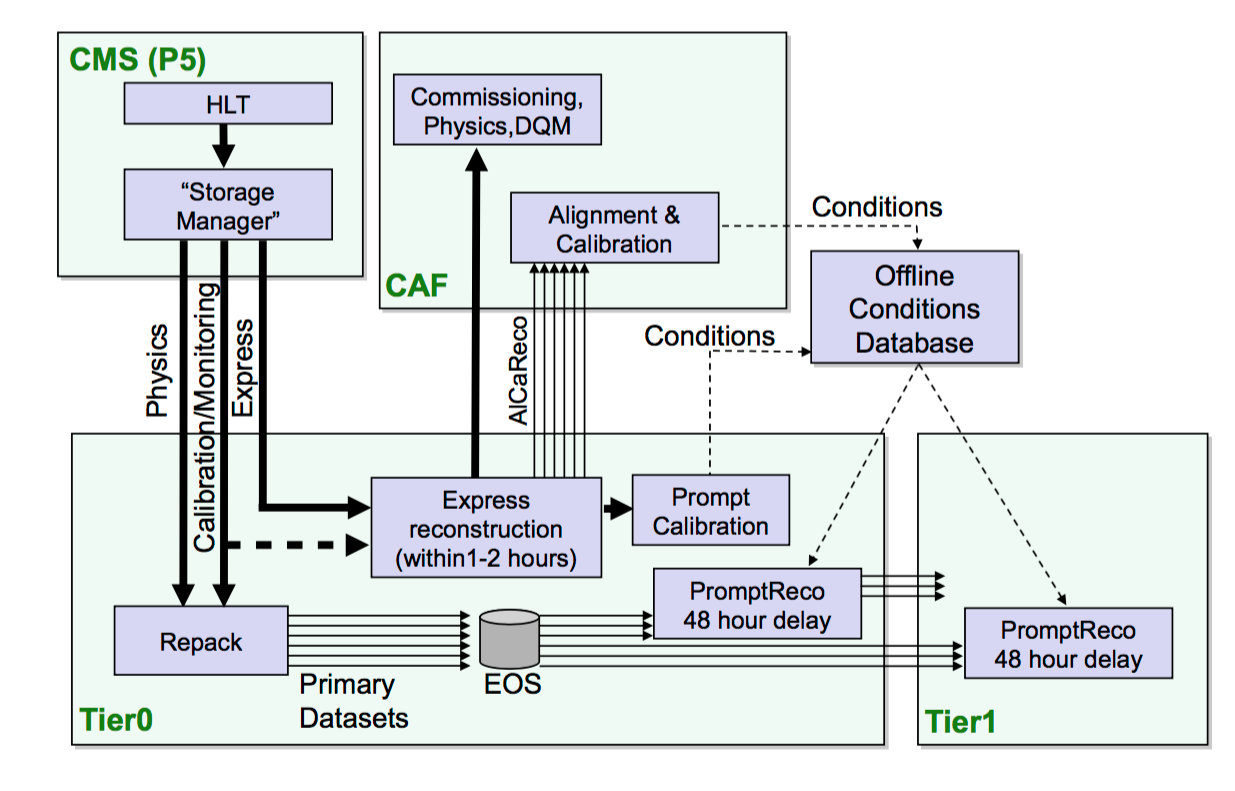 CMS (P5)
HLT
“Storage
Manager”
Physics
Calibration/Monitoring
Express
Commissioning,
Physics,DQM
Alignment &
Calibration
CAF
AlCaReco
Conditions
Offline
Conditions
Database
Conditions
Express
reconstruction
(within1-2 hours)
Prompt
Calibration
PromptReco
48 hour delay
Repack
Primary
Datasets
EOS
Tier0
PromptReco
48 hour delay
Tier1